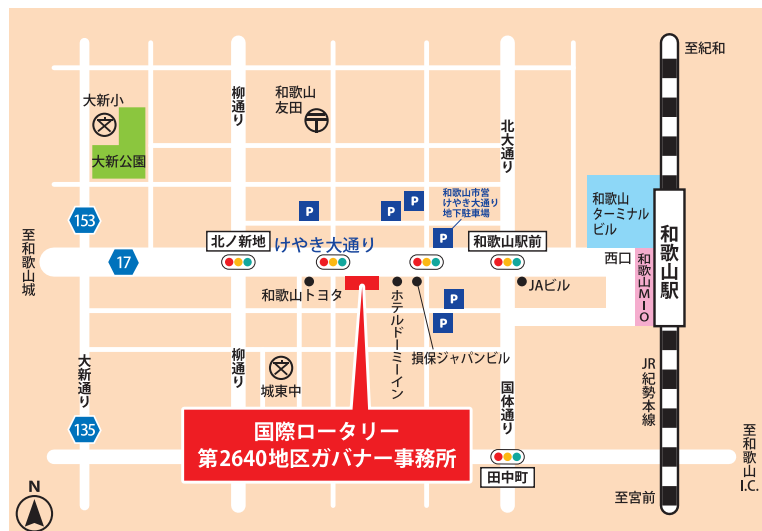 至紀和
大新小
和歌山
友田
柳通り
北大通り
大新公園
和歌山市営
けやき大通り
地下駐車場
和歌山
ターミナル
ビル
P
P
P
P
153
至和歌山城
17
北ノ新地
けやき大通り
和歌山駅前
西口
和歌山MIO
和歌山駅
和歌山トヨタ
ホテルドーミーイン
損保ジャパンビル
JAビル
P
P
大新通り
柳通り
城東中
国体通り
JR紀勢本線
135
国際ロータリー
第2640地区ガバナー事務所
田中町
至和歌山I.C.
至宮前
N